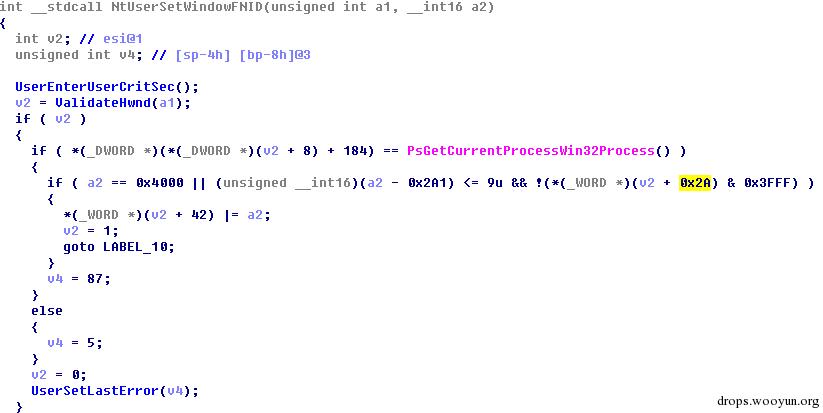 int __stdcall NtUserSetWindowFNID(unsigned int a1, __int16 a2)
{
int v2; // esi@1
unsigned int v4; // [sp-4h] [bp-8h]@3
UserEnterUserCritSec();
v2 = ValidateHwnd(a1);
if ( v2 )
{
if ( *(_DWORD *)(*(_DWORD *)(v2 + 8) + 184) == PsGetCurrentProcessWin32Process() )
{
if ( a2 == 0x4000 || (unsigned __int16)(a2 - 0x2A1) <= 9u && !(*(_WORD *)(v2 + 0x2A) & 0x3FFF) )
{
*(_WORD *)(v2 + 42) |= a2;
v2 = 1;
goto LABEL_10;
}
v4 = 87;
}
else
{
v4 = 5;
}
v2 = 0;
UserSetLastError(v4);
}
drops.wooyun.org